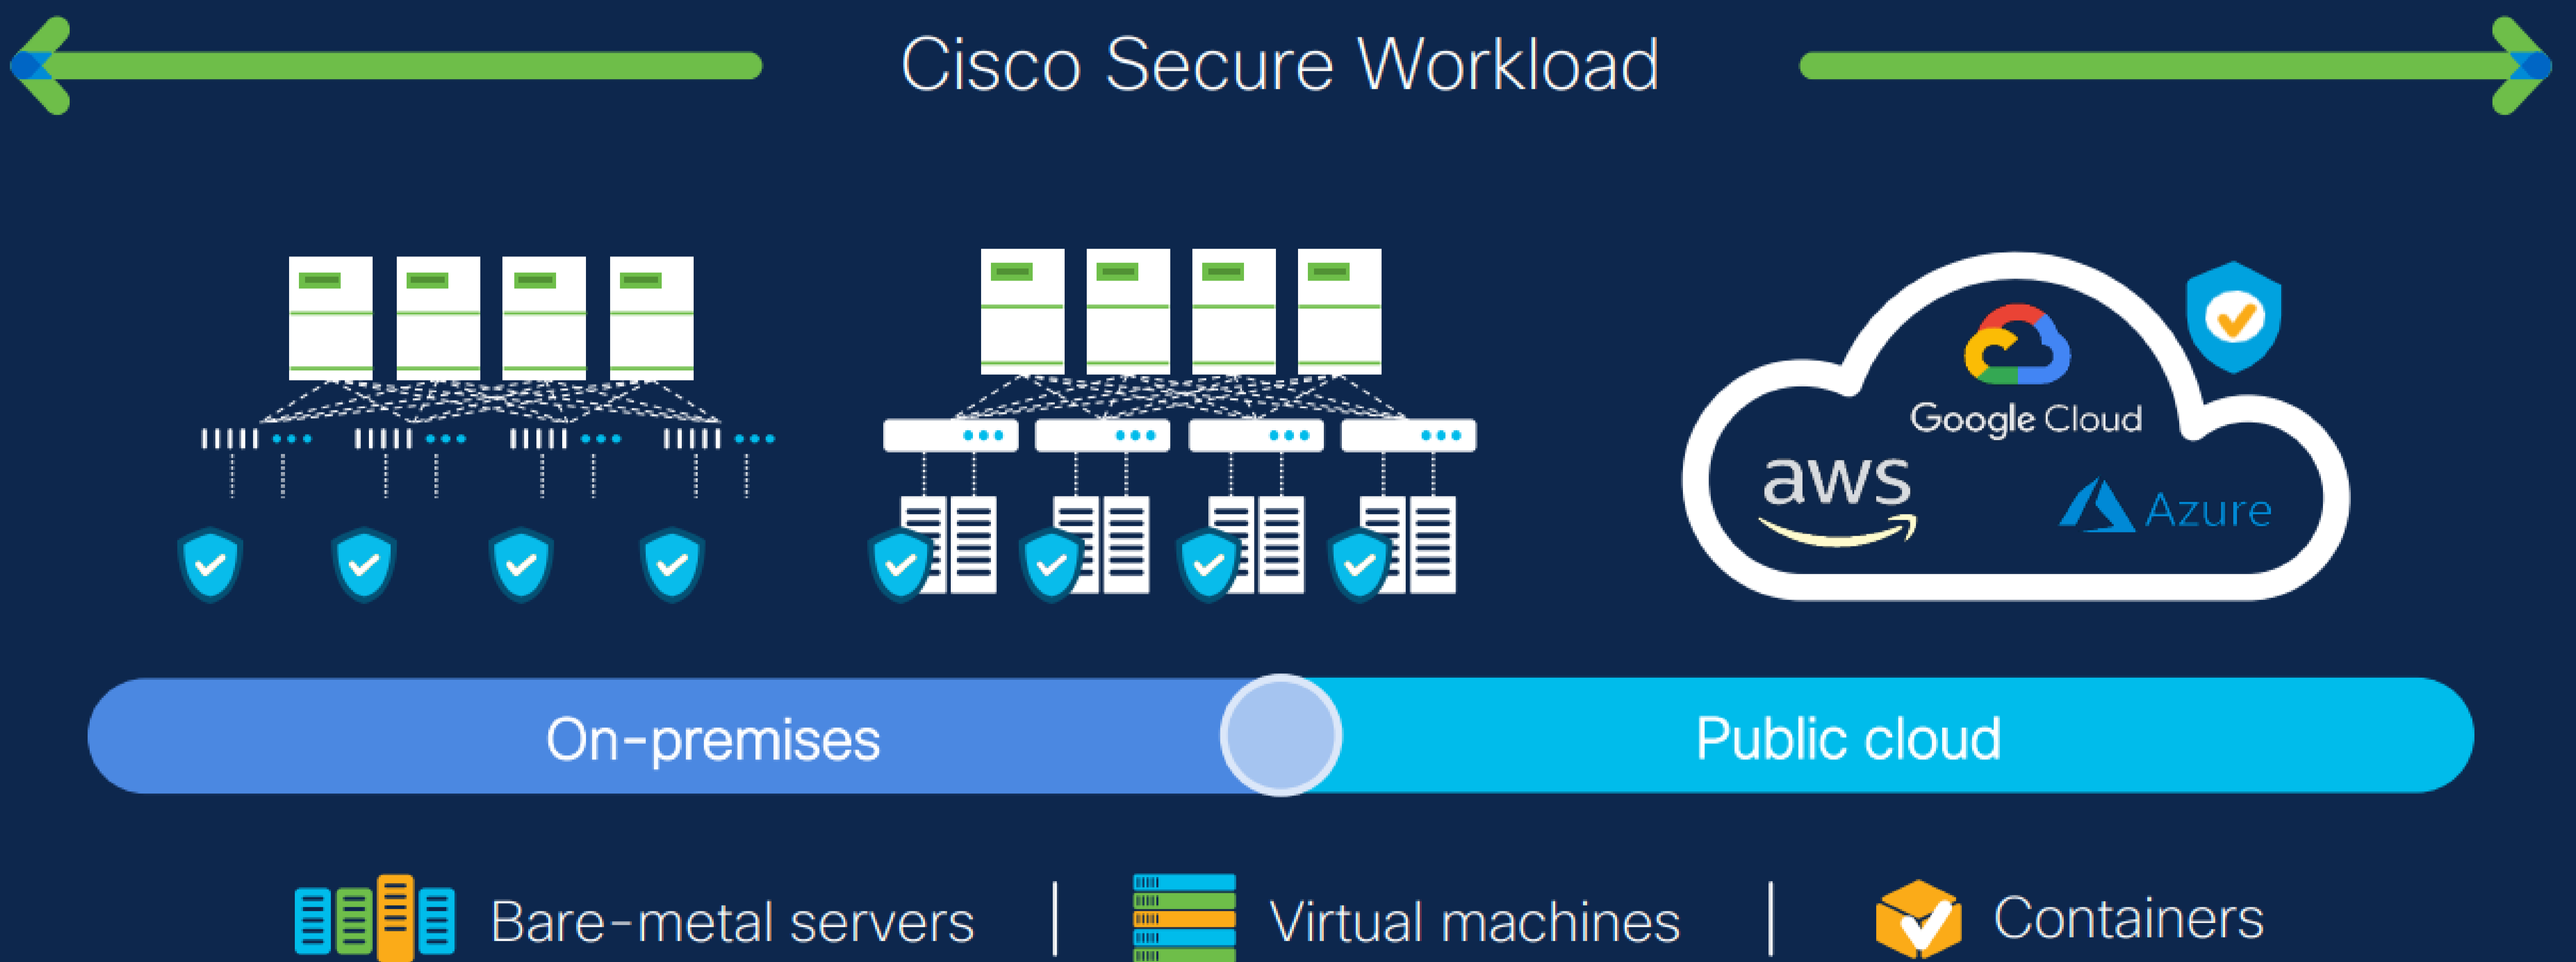 Cisco Secure Workload
Google Cloud
aws
Azure
On-premises
Public cloud
Bare-metal servers
Virtual machines
Containers